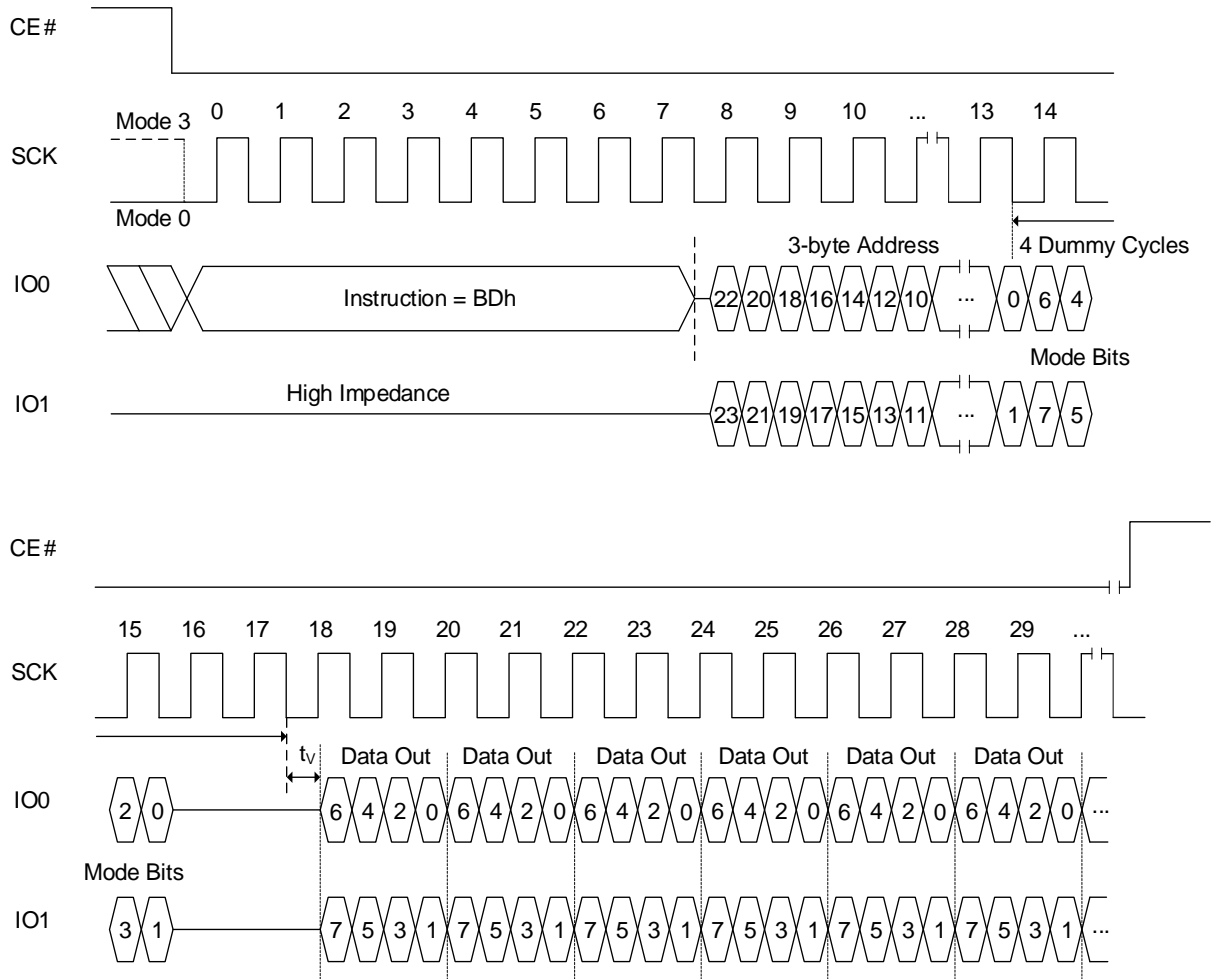 CE#
0 1 2 3 4 5 6 7 8 9 10 ... 13 14
Mode 3
SCK
Mode 0
3-byte Address 4 Dummy Cycles
IO0 Instruction = BDh 22 20 18 16 14 12 10 ... 0 6 4
Mode Bits
IO1 High Impedance 23 21 19 17 15 13 11 ... 1 7 5
CE#
15 16 17 18 19 20 21 22 23 24 25 26 27 28 29 ...
SCK
tV Data Out Data Out Data Out Data Out Data Out Data Out
IO0 2 0 6 4 2 0 6 4 2 0 6 4 2 0 6 4 2 0 6 4 2 0 6 4 2 0 ...
Mode Bits
IO1 3 1 7 5 3 1 7 5 3 1 7 5 3 1 7 5 3 1 7 5 3 1 7 5 3 1 ...